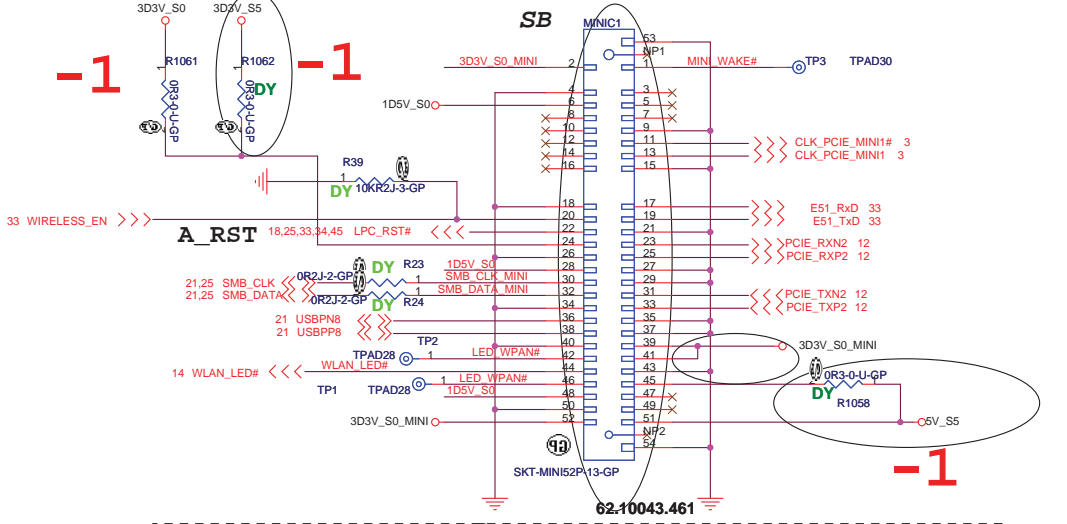 3D3V_S0
3D3V_S5
SB
MINIC1
-1
R1061
0R3-0-U-GP
R1062
DY
0R3-0-U-GP
-1
3D3V_S0_MINI
2
53
NP1
1
MINI_WAKE#
TP3
TPAD30
1D5V_S0
4
6
8
10
12
14
16
3
5
7
9
11
13
15
CLK_PCIE_MINI1# 3
CLK_PCIE_MINI1 3
R39
1
DY
10KR2J-3-GP
33 WIRELESS_EN
A_RST
18,25,33,34,45 LPC_RST#
18
20
22
24
26
28
30
32
34
36
38
40
42
44
46
48
50
52
17
19
21
23
25
27
29
31
33
35
37
39
41
43
45
47
49
51
NP2
54
E51_RxD 33
E51_TxD 33
PCIE_RXN2 12
PCIE_RXP2 12
PCIE_TXN2 12
PCIE_TXP2 12
1D5V_S0
DY
R23
0R2J-2-GP
1
SMB_CLK_MINI
21,25 SMB_CLK
21,25 SMB_DATA
1
SMB_DATA_MINI
0R2J-2-GP
DY
R24
21 USBPN8
21 USBPP8
TP2
TPAD28
1
LED_WPAN#
WLAN_LED#
14 WLAN_LED#
TP1
TPAD28
1
LED_WPAN#
1D5V_S0
3D3V_S0_MINI
3D3V_S0_MINI
2
0R3-0-U-GP
1
DY
R1058
5V_S5
-1
SKT-MINI52P-13-GP
62.10043.461